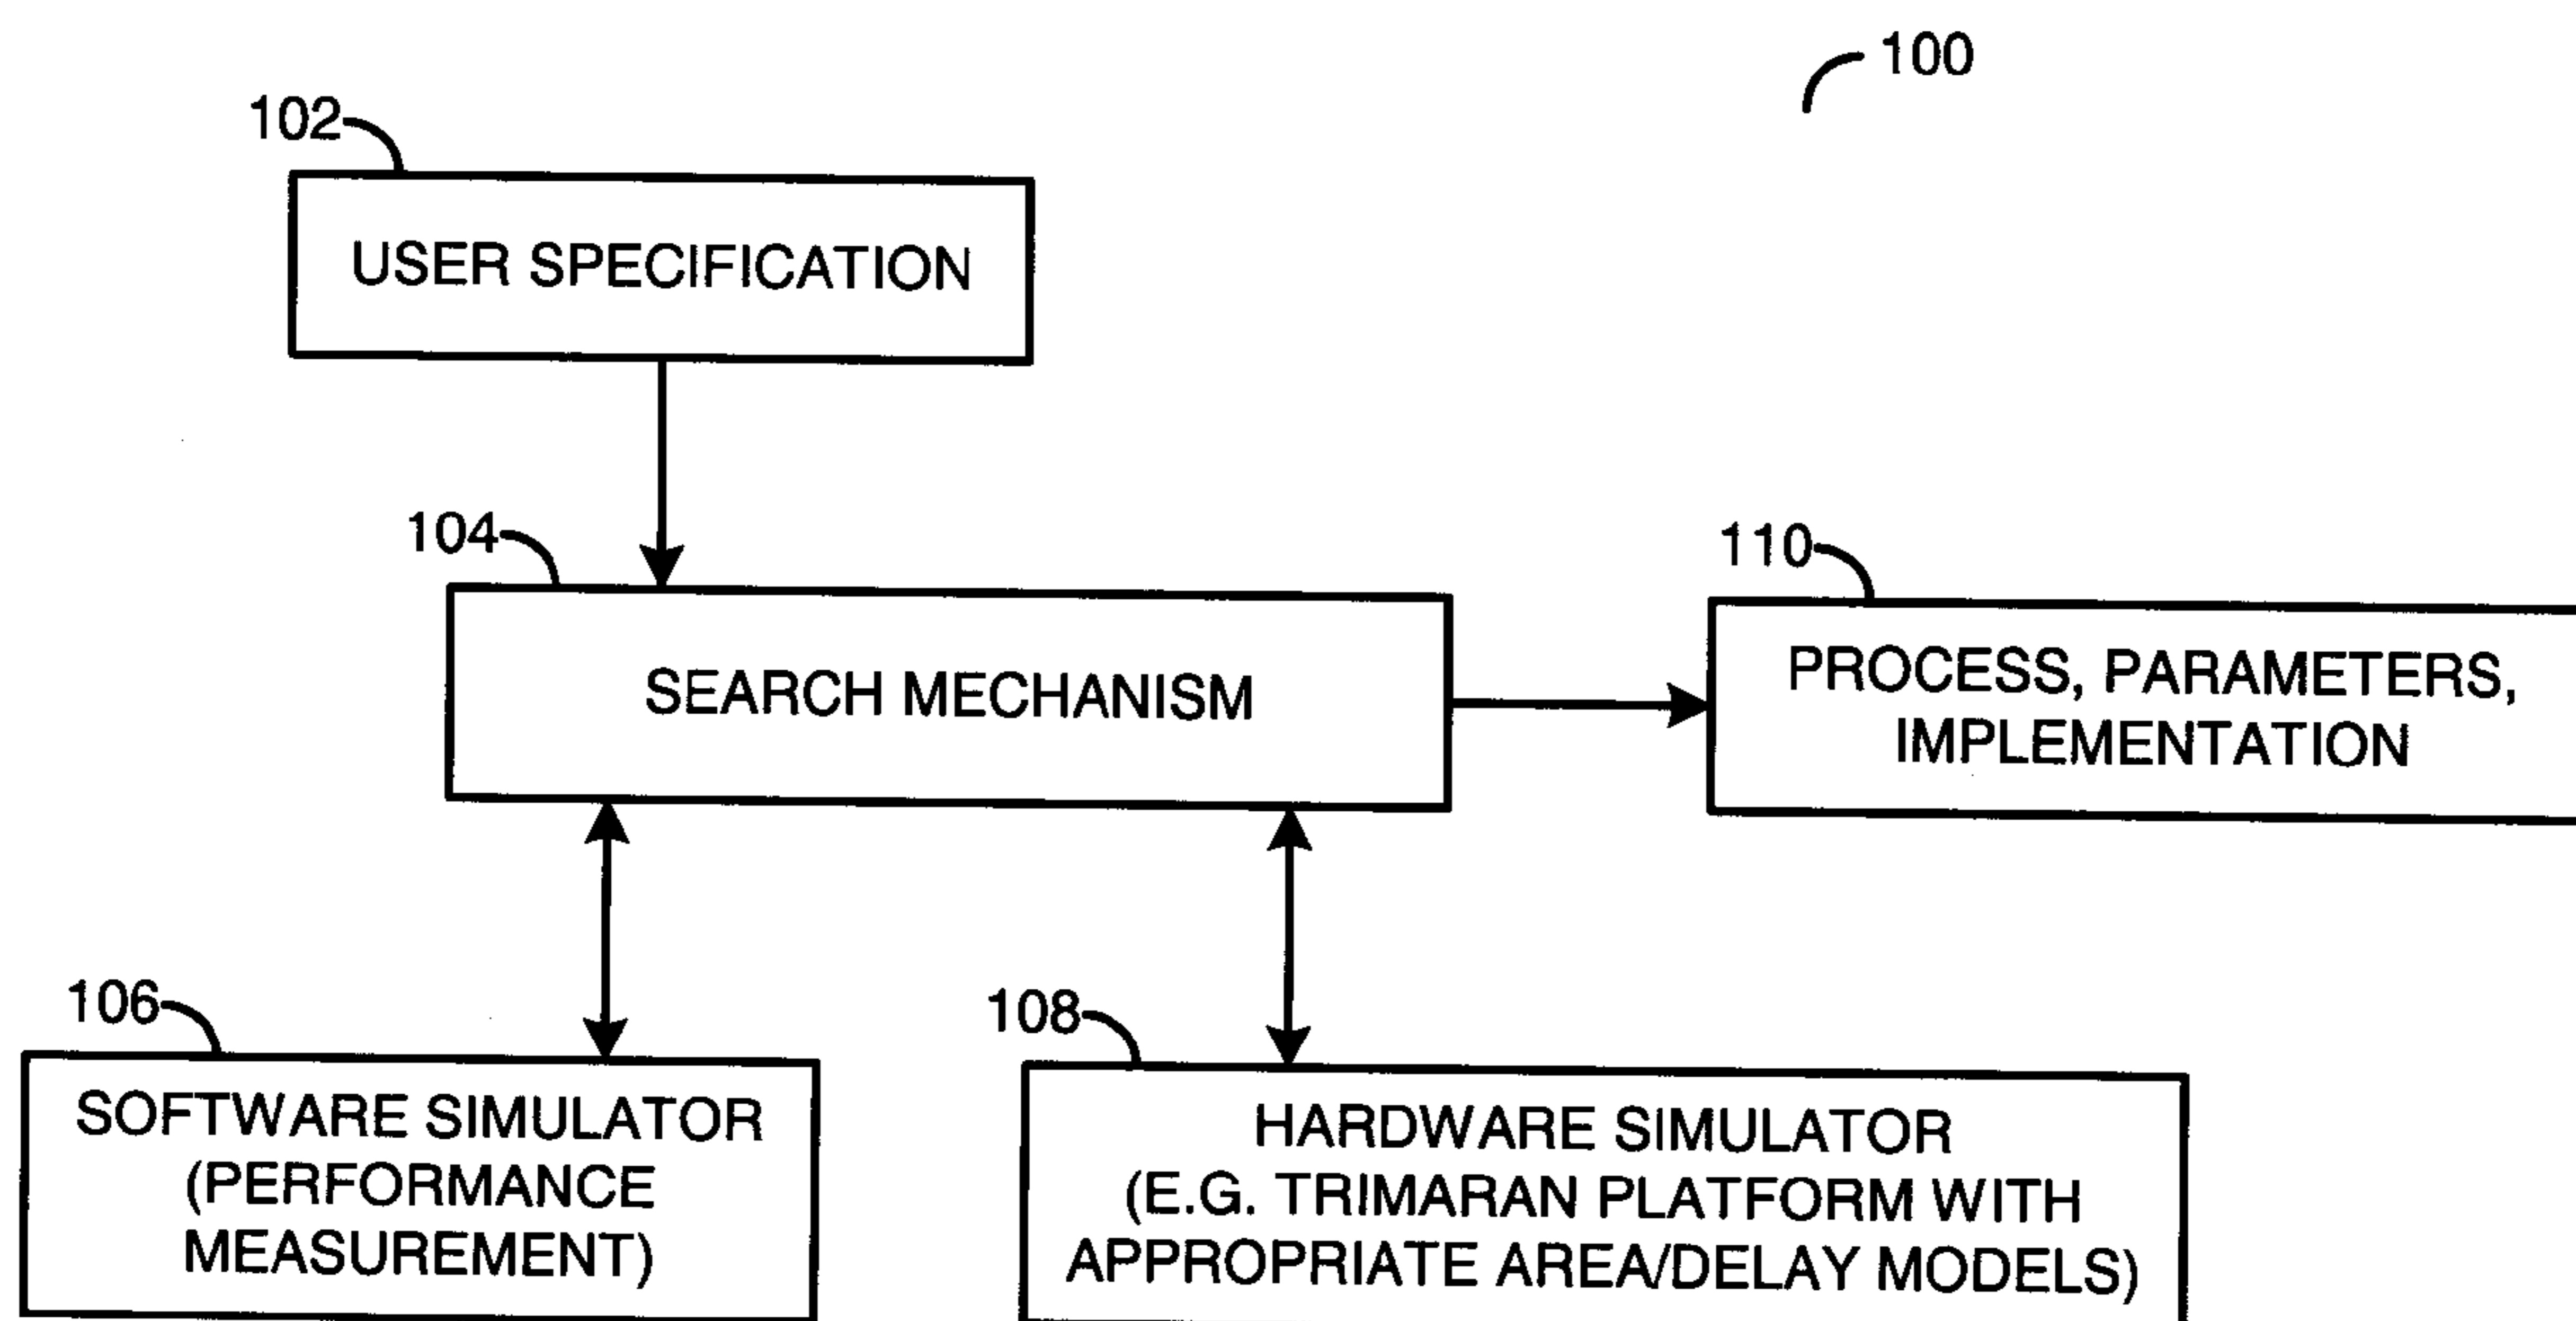 100
102
USER SPECIFICATION
104
SEARCH MECHANISM
110
PROCESS, PARAMETERS,
IMPLEMENTATION
106
SOFTWARE SIMULATOR
(PERFORMANCE
MEASUREMENT)
108
HARDWARE SIMULATOR
(E.G. TRIMARAN PLATFORM WITH
APPROPRIATE AREA/DELAY MODELS)